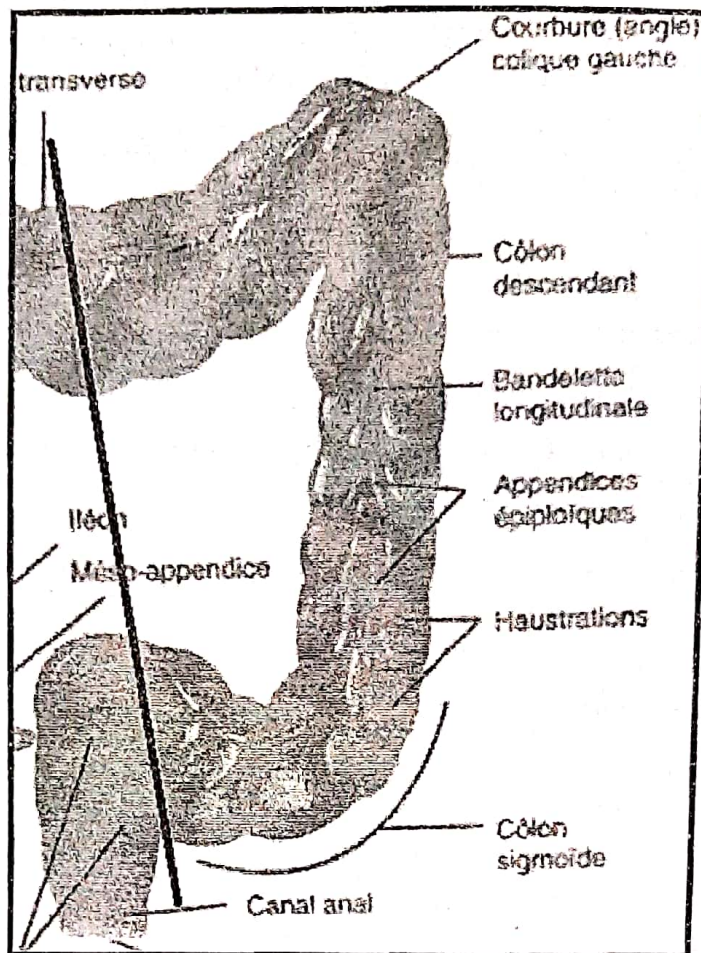 Courbure (angle)
colique gauche
transverse
Côlon
descendant
Bandelette
longitudinale
Appendices
épiploïques
Iléon
Méso-appendice
Haustrations
Côlon
sigmoïde
Canal anal